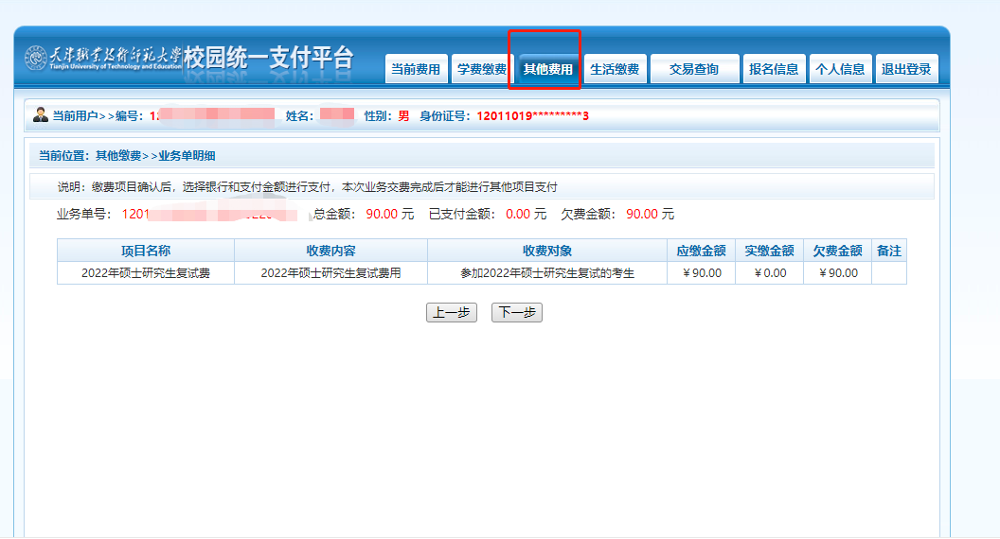 天津职业技术师范大学 校园统一支付平台
Tianjin University of Technology and Education
当前费用 学费缴费 其他费用 生活缴费 交易查询 报名信息 个人信息 退出登录
当前用户>>编号： 姓名： 性别：男 身份证号：12011019*********3
当前位置：其他缴费>>业务单明细
说明：缴费项目确认后，选择银行和支付金额进行支付，本次业务交费完成后才能进行其他项目支付
业务单号：1201 总金额：90.00 元 已支付金额：0.00 元 欠费金额：90.00 元
项目名称 收费内容 收费对象 应缴金额 实缴金额 欠费金额 备注
2022年硕士研究生复试费 2022年硕士研究生复试费用 参加2022年硕士研究生复试的考生 ￥90.00 ￥0.00 ￥90.00
上一步 下一步